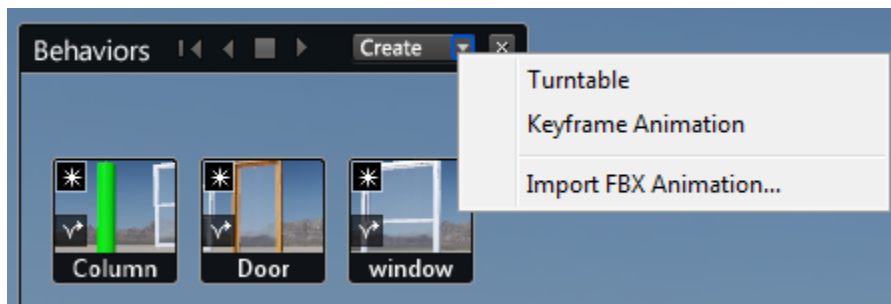 Behaviors Create
Turntable
Keyframe Animation
Import FBX Animation...
Column Door window